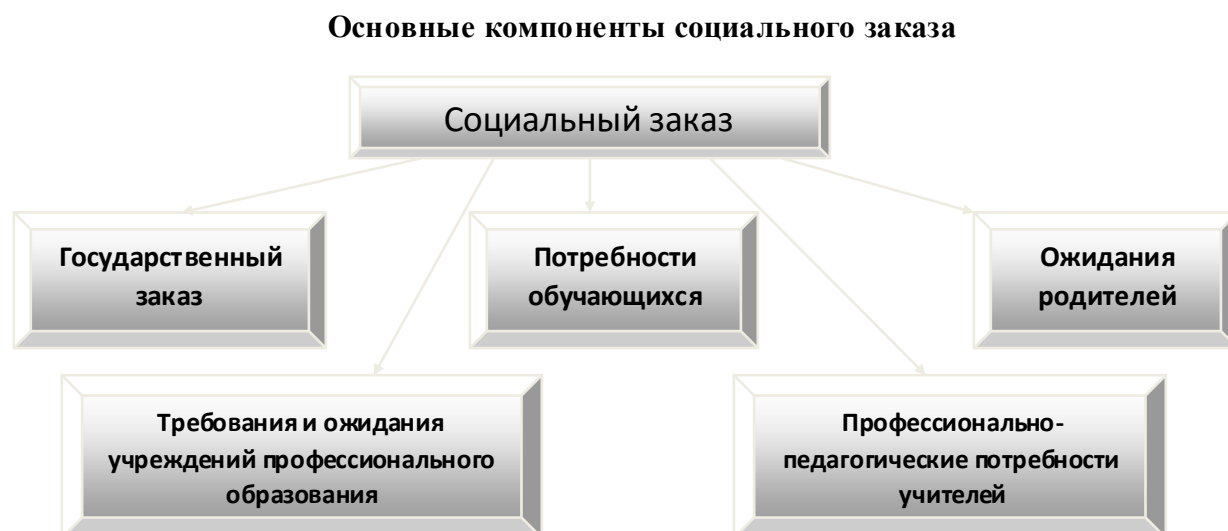 Основные компоненты социального заказа
Социальный заказ
Государственный
заказ
Потребности
обучающихся
Ожидания
родителей
Требования и ожидания
учреждений профессионального
образования
Профессионально-
педагогические потребности
учителей